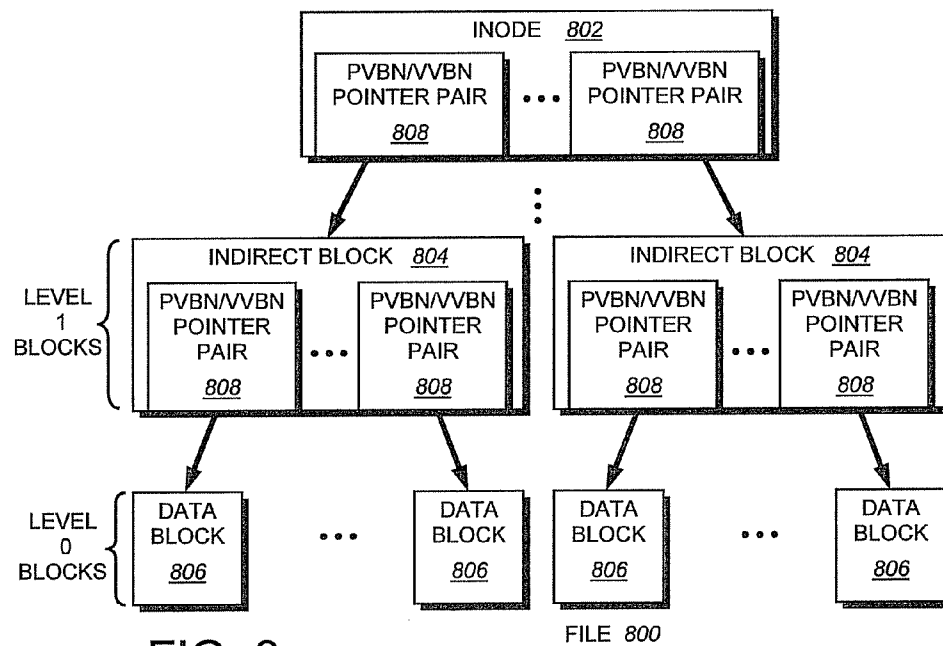 INODE 802
PVBN/VVBN POINTER PAIR 808
PVBN/VVBN POINTER PAIR 808
LEVEL 1 BLOCKS
INDIRECT BLOCK 804
PVBN/VVBN POINTER PAIR 808
PVBN/VVBN POINTER PAIR 808
INDIRECT BLOCK 804
PVBN/VVBN POINTER PAIR 808
PVBN/VVBN POINTER PAIR 808
LEVEL 0 BLOCKS
DATA BLOCK 806
DATA BLOCK 806
DATA BLOCK 806
DATA BLOCK 806
FILE 800